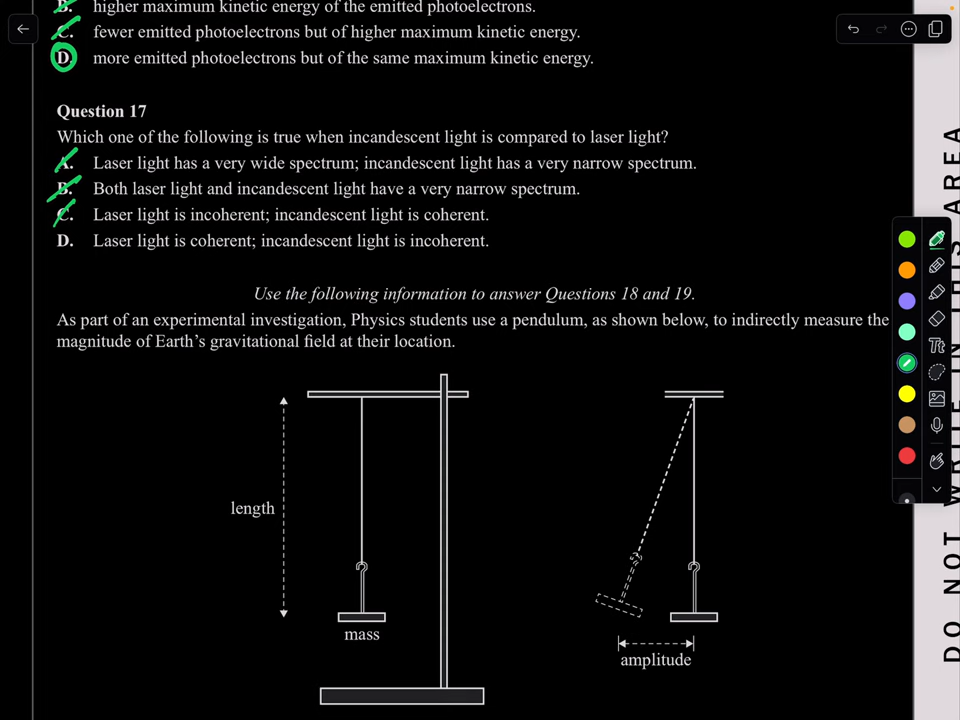 B. higher maximum kinetic energy of the emitted photoelectrons.
C. fewer emitted photoelectrons but of higher maximum kinetic energy.
D. more emitted photoelectrons but of the same maximum kinetic energy.
Question 17
Which one of the following is true when incandescent light is compared to laser light?
A. Laser light has a very wide spectrum; incandescent light has a very narrow spectrum.
B. Both laser light and incandescent light have a very narrow spectrum.
C. Laser light is incoherent; incandescent light is coherent.
D. Laser light is coherent; incandescent light is incoherent.
Use the following information to answer Questions 18 and 19.
As part of an experimental investigation, Physics students use a pendulum, as shown below, to indirectly measure the
magnitude of Earth’s gravitational field at their location.
length
mass
amplitude
Tt
DO NOT WRITE IN THIS AREA